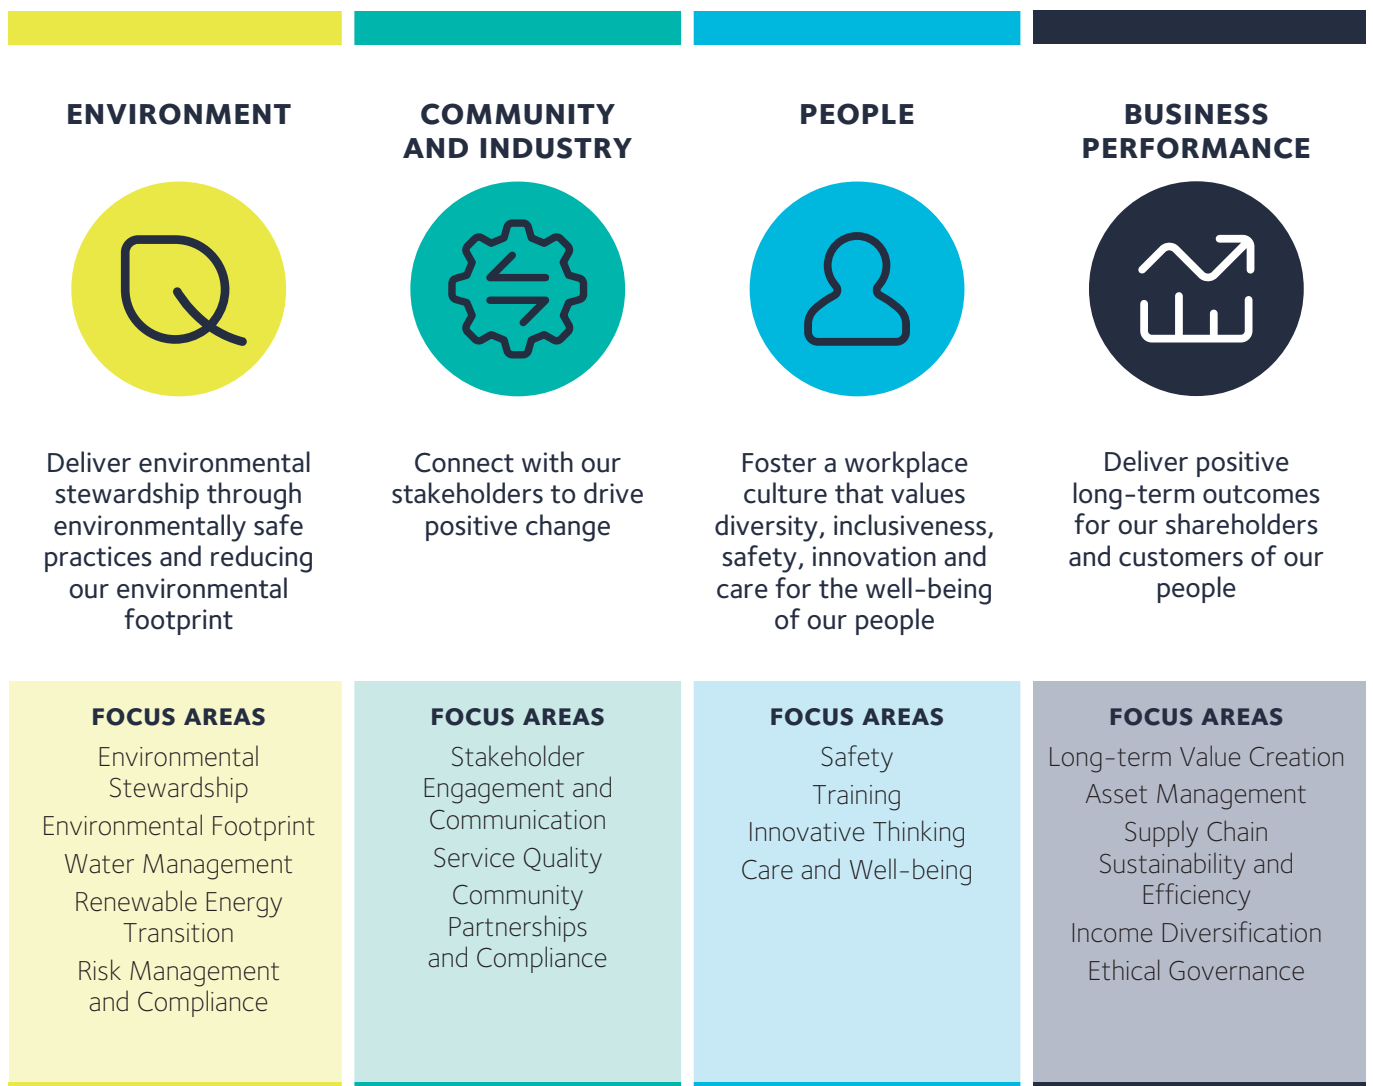 ENVIRONMENT
Deliver environmental
stewardship through
environmentally safe
practices and reducing
our environmental
footprint
FOCUS AREAS
Environmental
Stewardship
Environmental Footprint
Water Management
Renewable Energy
Transition
Risk Management
and Compliance
COMMUNITY
AND INDUSTRY
Connect with our
stakeholders to drive
positive change
FOCUS AREAS
Stakeholder
Engagement and
Communication
Service Quality
Community
Partnerships
and Compliance
PEOPLE
Foster a workplace
culture that values
diversity, inclusiveness,
safety, innovation and
care for the well-being
of our people
FOCUS AREAS
Safety
Training
Innovative Thinking
Care and Well-being
BUSINESS
PERFORMANCE
Deliver positive
long-term outcomes
for our shareholders
and customers of our
people
FOCUS AREAS
Long-term Value Creation
Asset Management
Supply Chain
Sustainability and
Efficiency
Income Diversification
Ethical Governance